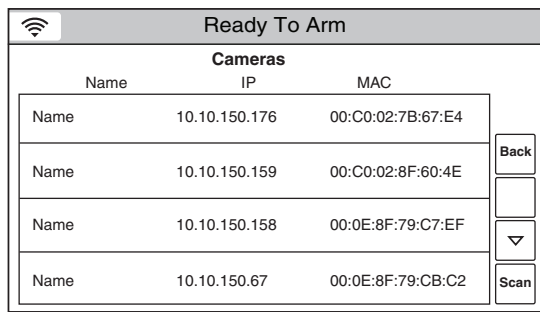 Ready To Arm
Cameras
Name IP MAC
Name 10.10.150.176 00:C0:02:7B:67:E4
Name 10.10.150.159 00:C0:02:8F:60:4E
Name 10.10.150.158 00:0E:8F:79:C7:EF
Name 10.10.150.67 00:0E:8F:79:CB:C2
Back
Scan